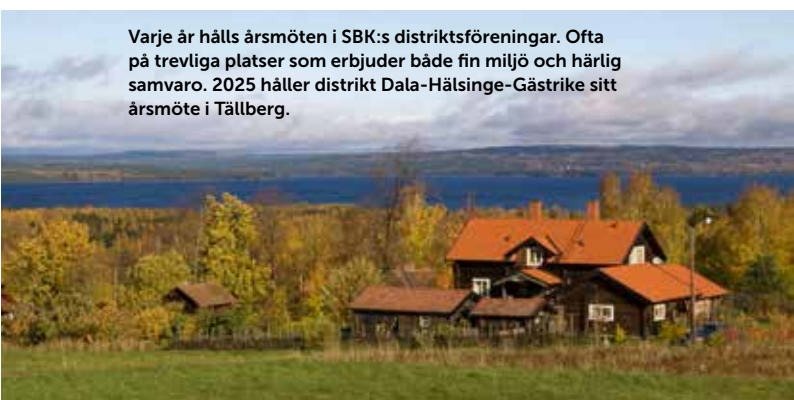 Varje år hålls årsmöten i SBK:s distriktsföreningar. Ofta
på trevliga platser som erbjuder både fin miljö och härlig
samvaro. 2025 håller distrikt Dala-Hälsinge-Gästrike sitt
årsmöte i Tällberg.